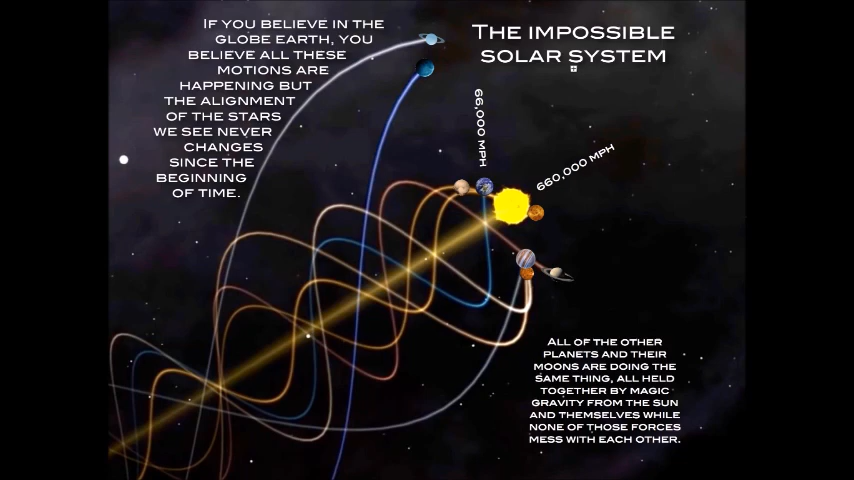 If you believe in the
globe earth, you
believe all these
motions are
happening but
the alignment
of the stars
we see never
changes
since the
beginning
of time.
The impossible
solar system
66,000 mph
660,000 mph
All of the other
planets and their
moons are doing the
same thing, all held
together by magic
gravity from the sun
and themselves while
none of those forces
mess with each other.